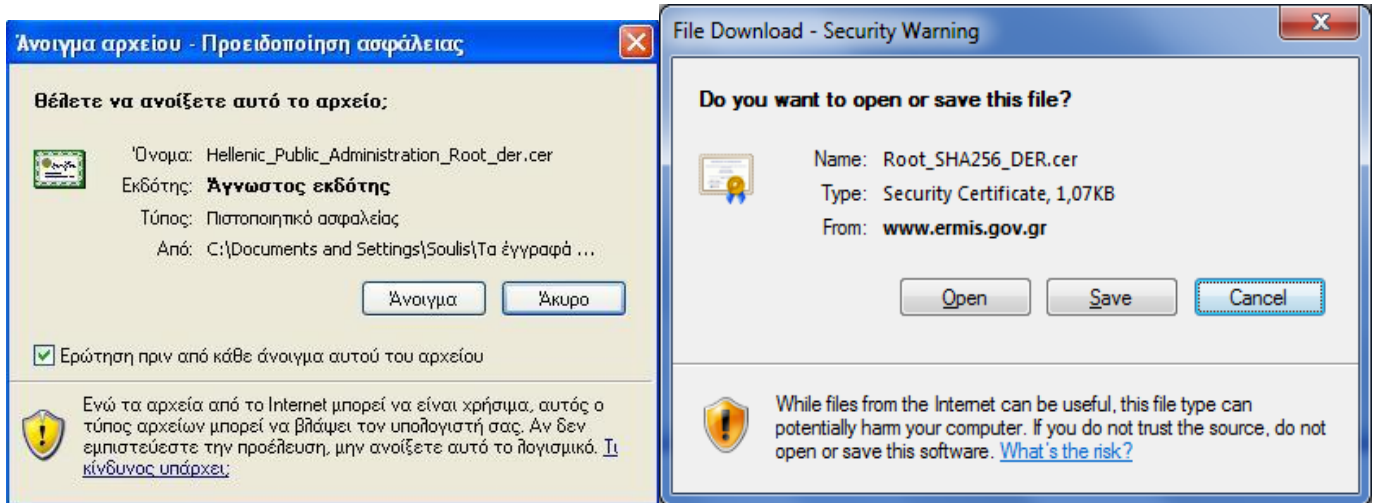 Άνοιγμα αρχείου - Προειδοποίηση ασφάλειας
Θέλετε να ανοίξετε αυτό το αρχείο;
Όνομα: Hellenic_Public_Administration_Root_der.cer
Εκδότης: Άγνωστος εκδότης
Τύπος: Πιστοποιητικό ασφαλείας
Από: C:\Documents and Settings\Soulis\Τα έγγραφά ...
Άνοιγμα Άκυρο
Ερώτηση πριν από κάθε άνοιγμα αυτού του αρχείου
Ενώ τα αρχεία από το Internet μπορεί να είναι χρήσιμα, αυτός ο
τύπος αρχείων μπορεί να βλάψει τον υπολογιστή σας. Αν δεν
εμπιστεύεστε την προέλευση, μην ανοίξετε αυτό το λογισμικό. Τι
κίνδυνος υπάρχει;
File Download - Security Warning
Do you want to open or save this file?
Name: Root_SHA256_DER.cer
Type: Security Certificate, 1,07KB
From: www.ermis.gov.gr
Open Save Cancel
While files from the Internet can be useful, this file type can
potentially harm your computer. If you do not trust the source, do not
open or save this software. What's the risk?